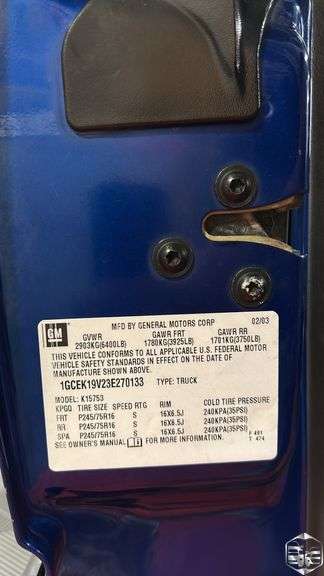 GM
MFD BY GENERAL MOTORS CORP 02/03
GVWR GAWR FRT GAWR RR
2903KG(6400LB) 1780KG(3925LB) 1701KG(3750LB)
THIS VEHICLE CONFORMS TO ALL APPLICABLE U.S. FEDERAL MOTOR
VEHICLE SAFETY STANDARDS IN EFFECT ON THE DATE OF
MANUFACTURE SHOWN ABOVE.
1GCEK19V23E270133 TYPE: TRUCK
MODEL: K15753
KPGQ TIRE SIZE SPEED RTG RIM COLD TIRE PRESSURE
FRT P245/75R16 S 16X6.5J 240KPA(35PSI)
RR P245/75R16 S 16X6.5J 240KPA(35PSI)
SPA P245/75R16 S 16X6.5J 240KPA(35PSI)
SEE OWNER'S MANUAL FOR MORE INFORMATION.
T 474